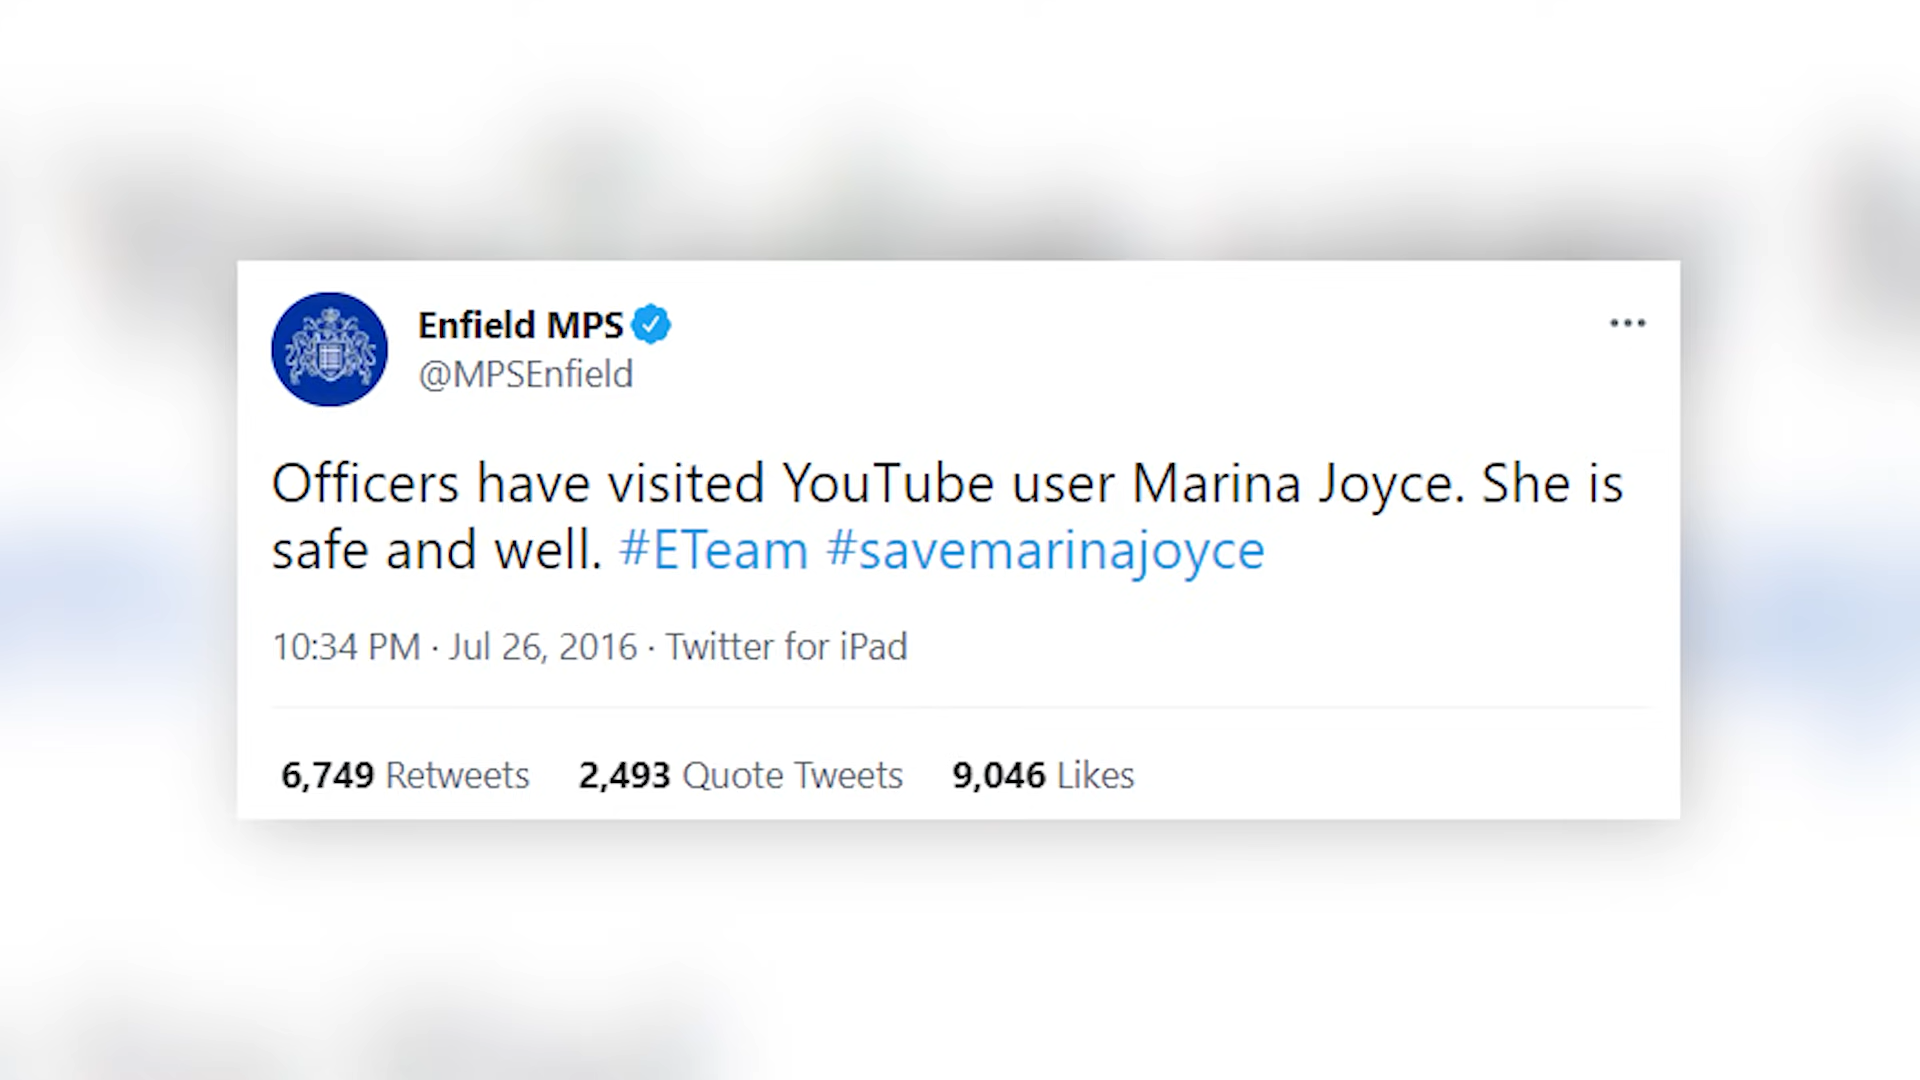 Enfield MPS
@MPSEnfield
Officers have visited YouTube user Marina Joyce. She is
safe and well. #ETeam #savemarinajoyce
10:34 PM · Jul 26, 2016 · Twitter for iPad
6,749 Retweets 2,493 Quote Tweets 9,046 Likes